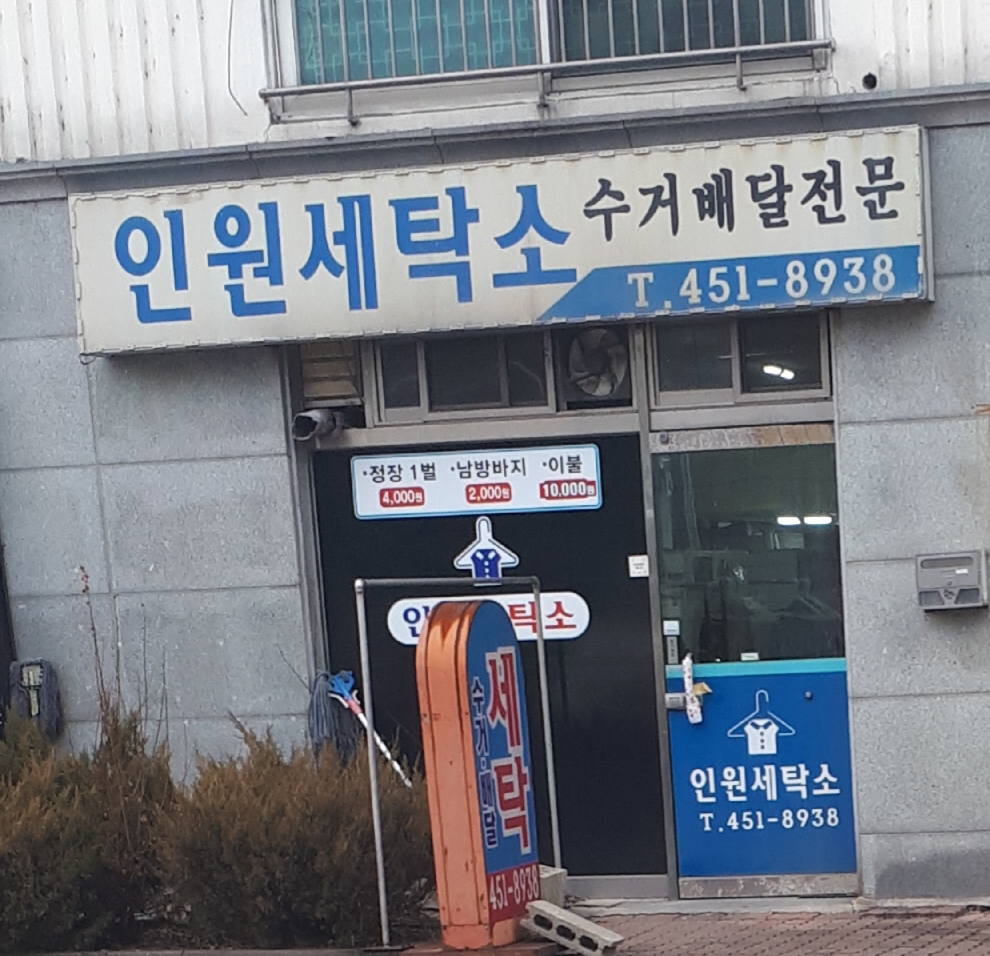 인원세탁소 수거배달전문
T.451-8938
·정장 1벌 ·남방바지 ·이불
4,000원 2,000원 10,000원
탁소
세탁
수거·배달
451-8938
인원세탁소
T.451-8938